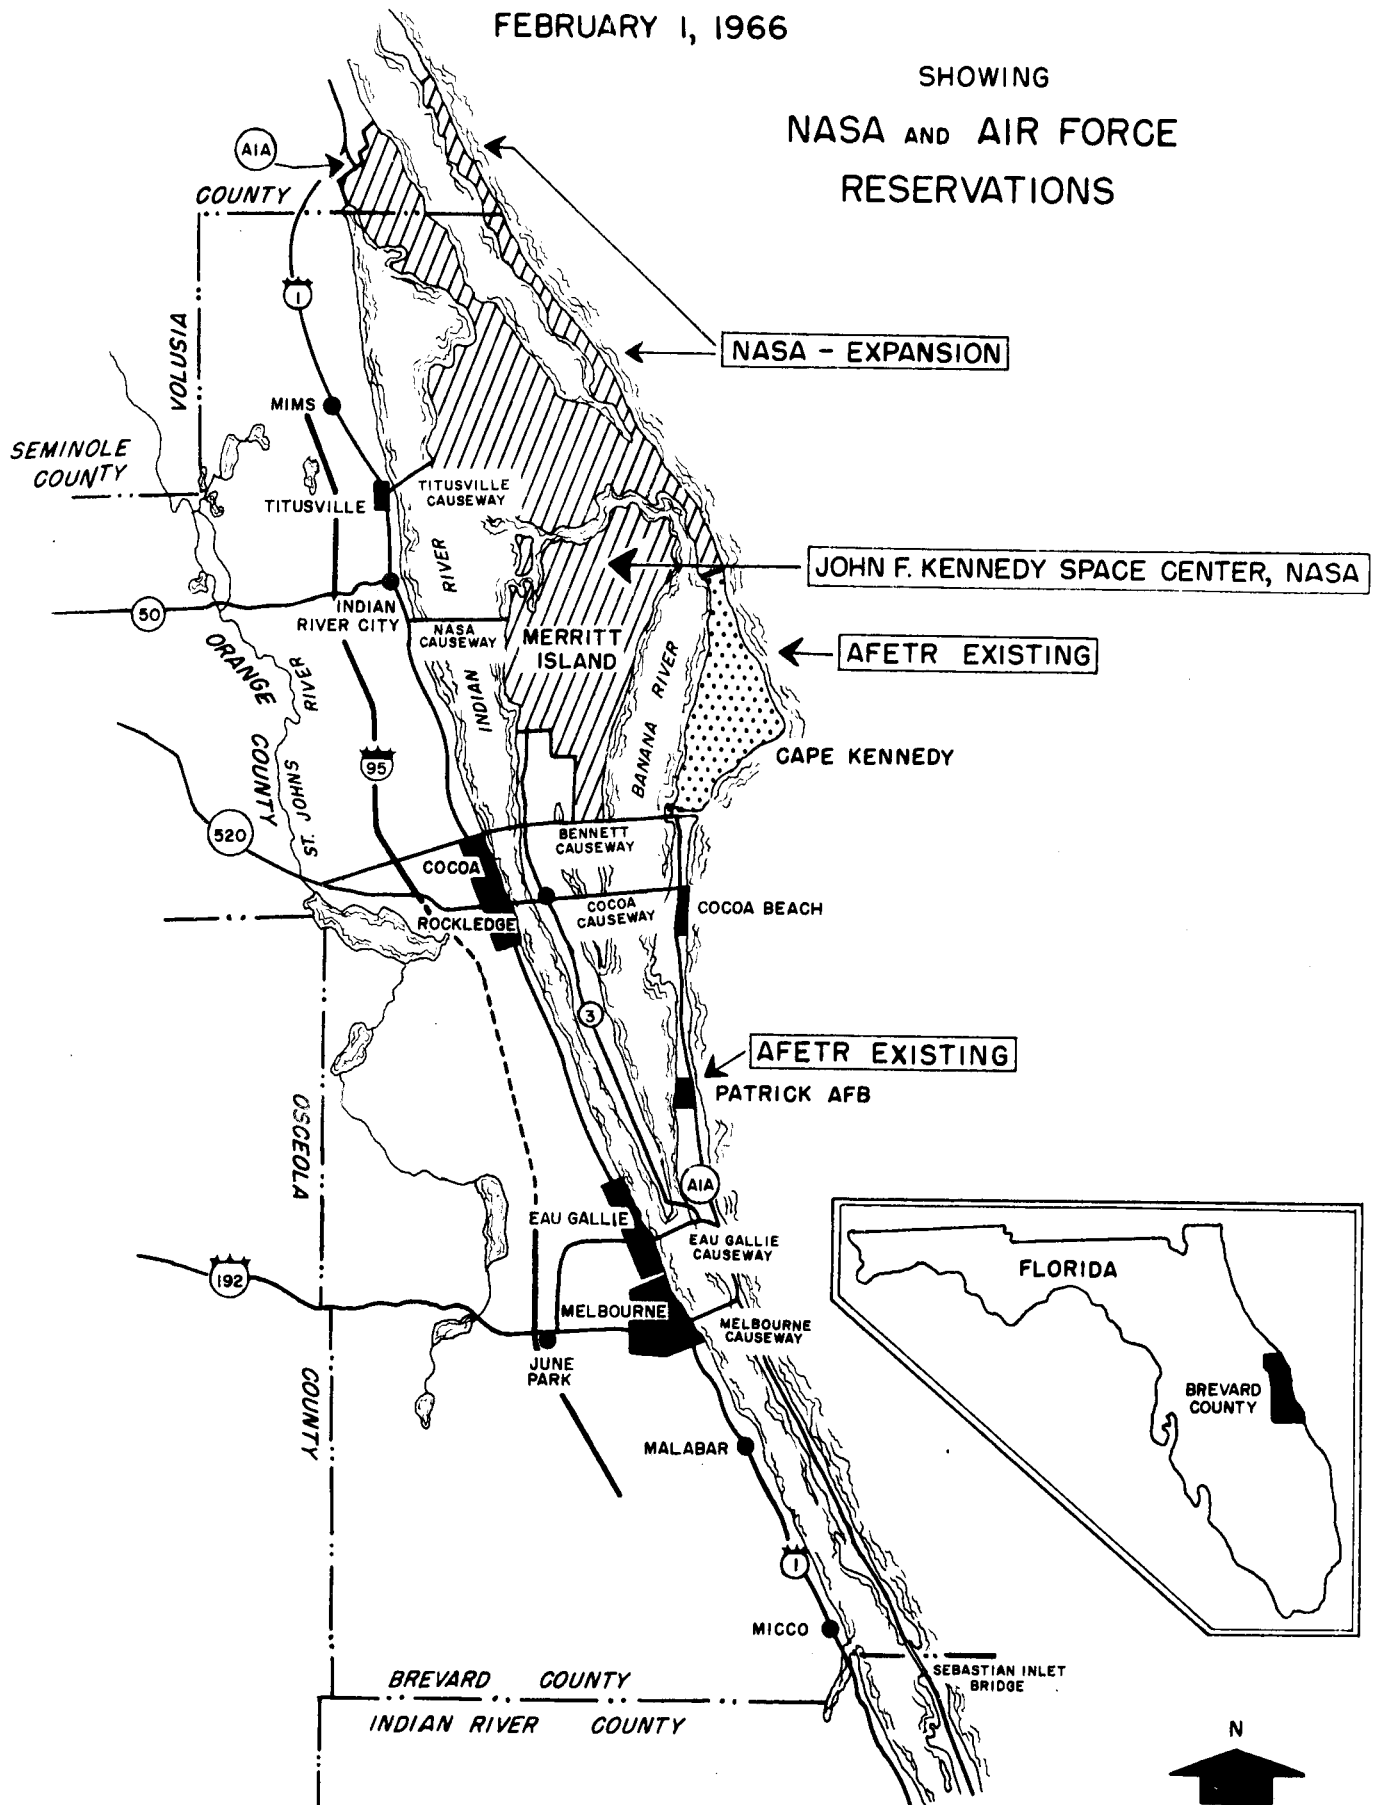 FEBRUARY 1, 1966
SHOWING
NASA AND AIR FORCE
RESERVATIONS
A1A
COUNTY
VOLUSIA
1
NASA - EXPANSION
MIMS
SEMINOLE
COUNTY
TITUSVILLE
TITUSVILLE
CAUSEWAY
RIVER
JOHN F. KENNEDY SPACE CENTER, NASA
50
INDIAN
RIVER CITY
NASA
CAUSEWAY
MERRITT
ISLAND
AFETR EXISTING
ORANGE
COUNTY
RIVER
ST. JOHNS
INDIAN
BANANA RIVER
95
CAPE KENNEDY
520
BENNETT
CAUSEWAY
COCOA
COCOA
CAUSEWAY
COCOA BEACH
ROCKLEDGE
3
AFETR EXISTING
PATRICK AFB
OSCEOLA
COUNTY
A1A
EAU GALLIE
EAU GALLIE
CAUSEWAY
192
MELBOURNE
MELBOURNE
CAUSEWAY
JUNE
PARK
FLORIDA
BREVARD
COUNTY
MALABAR
1
MICCO
SEBASTIAN INLET
BRIDGE
BREVARD COUNTY
INDIAN RIVER COUNTY
N